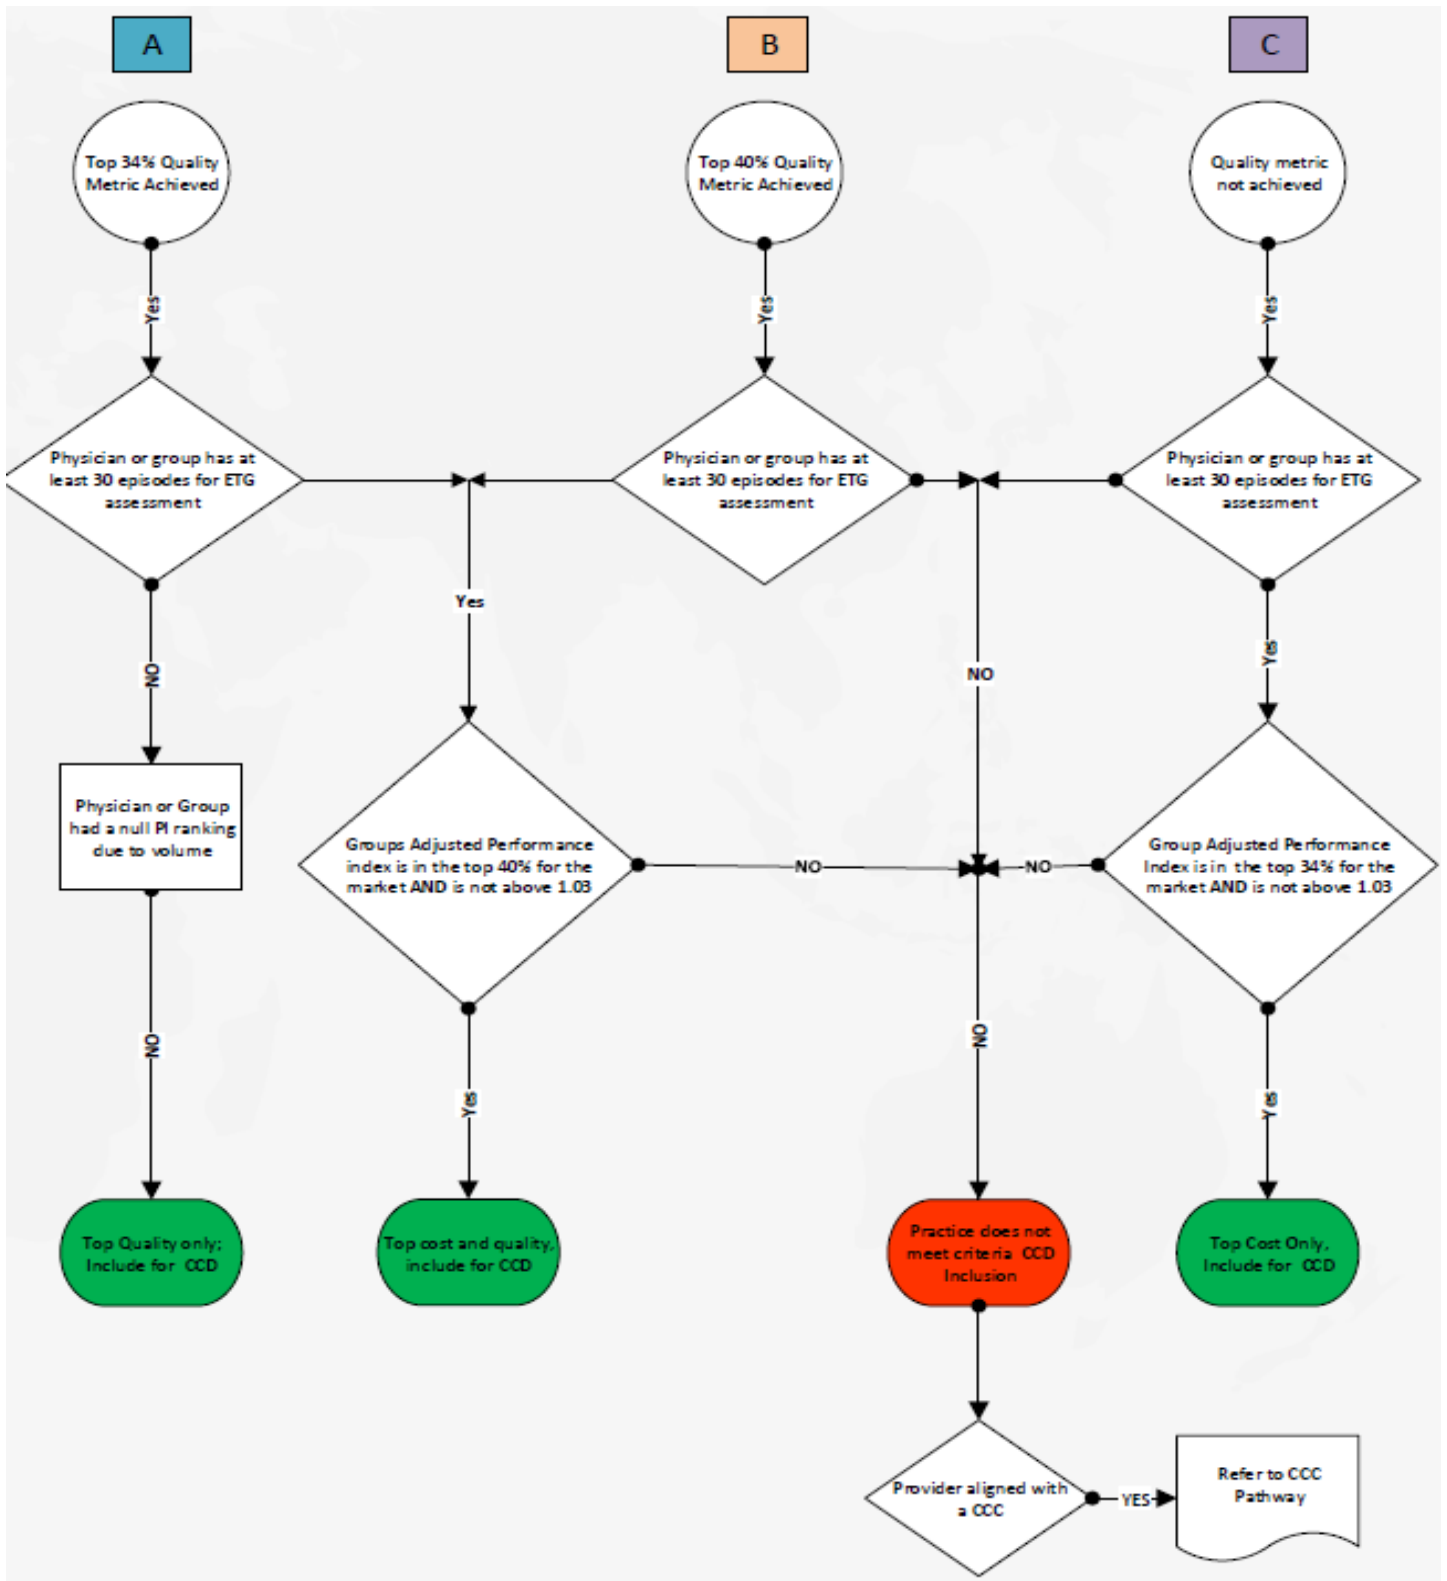 A
B
C
Top 34% Quality
Metric Achieved
Top 40% Quality
Metric Achieved
Quality metric
not achieved
Yes
Yes
Yes
Physician or group has at
least 30 episodes for ETG
assessment
Physician or group has at
least 30 episodes for ETG
assessment
Physician or group has at
least 30 episodes for ETG
assessment
Yes
NO
NO
Yes
Physician or Group
had a null PI ranking
due to volume
Groups Adjusted Performance
index is in the top 40% for the
market AND is not above 1.03
NO
NO
Group Adjusted Performance
Index is in the top 34% for the
market AND is not above 1.03
NO
Yes
NO
Yes
Top Quality only;
Include for CCD
Top cost and quality,
include for CCD
Practice does not
meet criteria CCD
Inclusion
Top Cost Only,
Include for CCD
Provider aligned with
a CCC
YES
Refer to CCC
Pathway